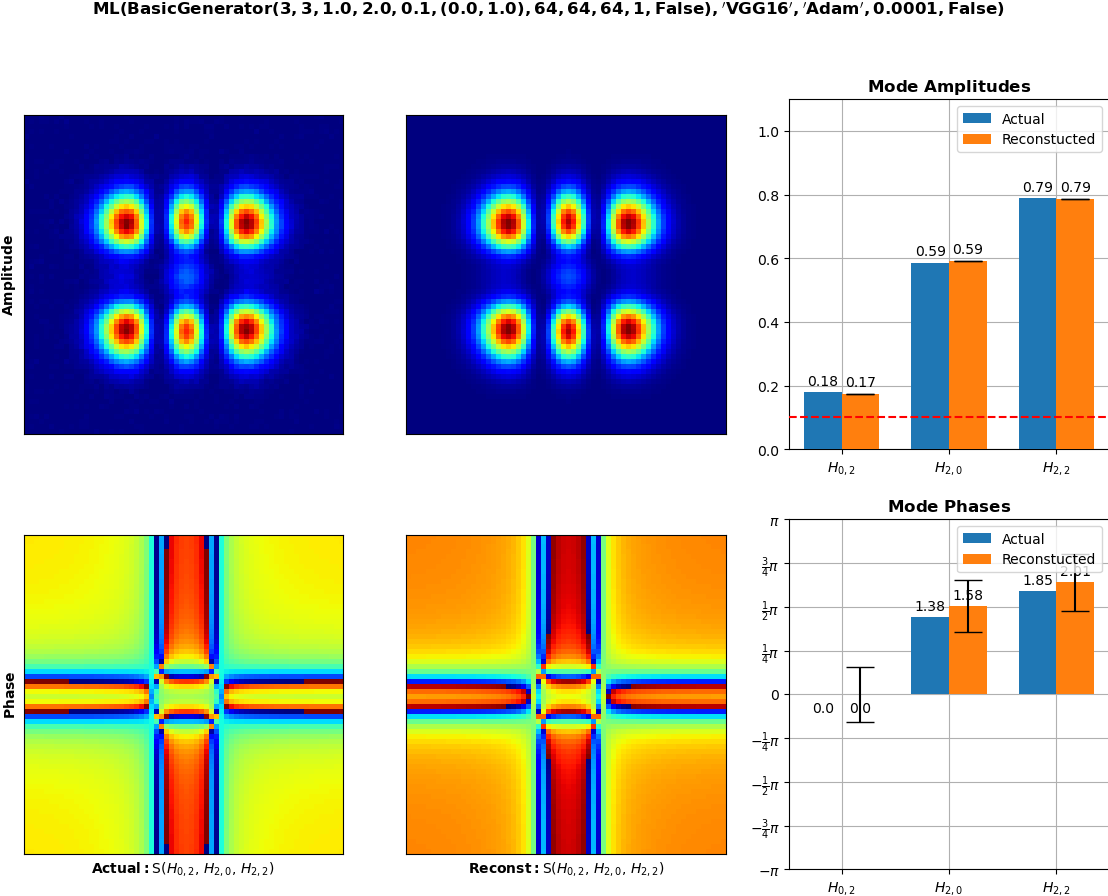 ML(BasicGenerator(3, 3, 1.0, 2.0, 0.1, (0.0, 1.0), 64, 64, 64, 1, False), ′VGG16′, ′Adam′, 0.0001, False)
Amplitude
Mode Amplitudes
Actual
Reconstucted
1.0
0.8
0.6
0.4
0.2
0.0
0.18 0.17
0.59 0.59
0.79 0.79
H0,2 H2,0 H2,2
Phase
Actual: S(H0,2, H2,0, H2,2)
Reconst: S(H0,2, H2,0, H2,2)
Mode Phases
Actual
Reconstucted
π
3/4π
1/2π
1/4π
0
−1/4π
−1/2π
−3/4π
−π
0.0 0.0
1.38 1.58
1.85 2.01
H0,2 H2,0 H2,2